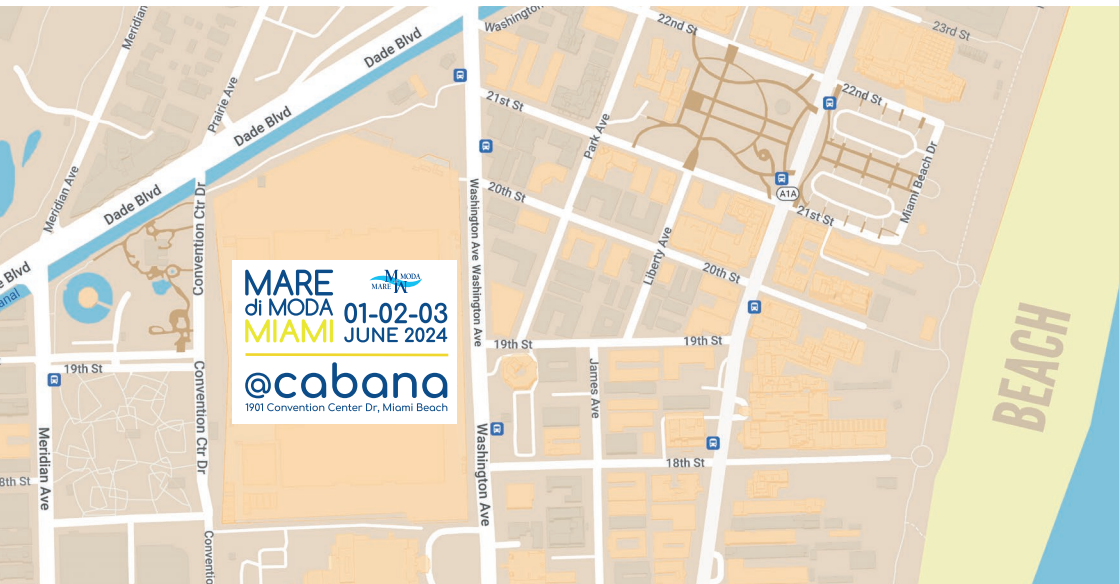 Washington
22nd St
23rd St
Meridian
Dade Blvd
Prairie Ave
21st St
22nd St
Dade Blvd
Park Ave
Miami Beach Dr
Meridian Ave
Dade Blvd
Convention Ctr Dr
Washington Ave
20th St
A1A
21st St
Liberty Ave
20th St
e Blvd
anal
Washington Ave
MARE
di MODA
MIAMI
M MODA
MARE M
01-02-03
JUNE 2024
@cabana
1901 Convention Center Dr, Miami Beach
19th St
19th St
BEACH
19th St
James Ave
Convention Ctr Dr
Meridian Ave
Washington Ave
18th St
8th St
Conventio